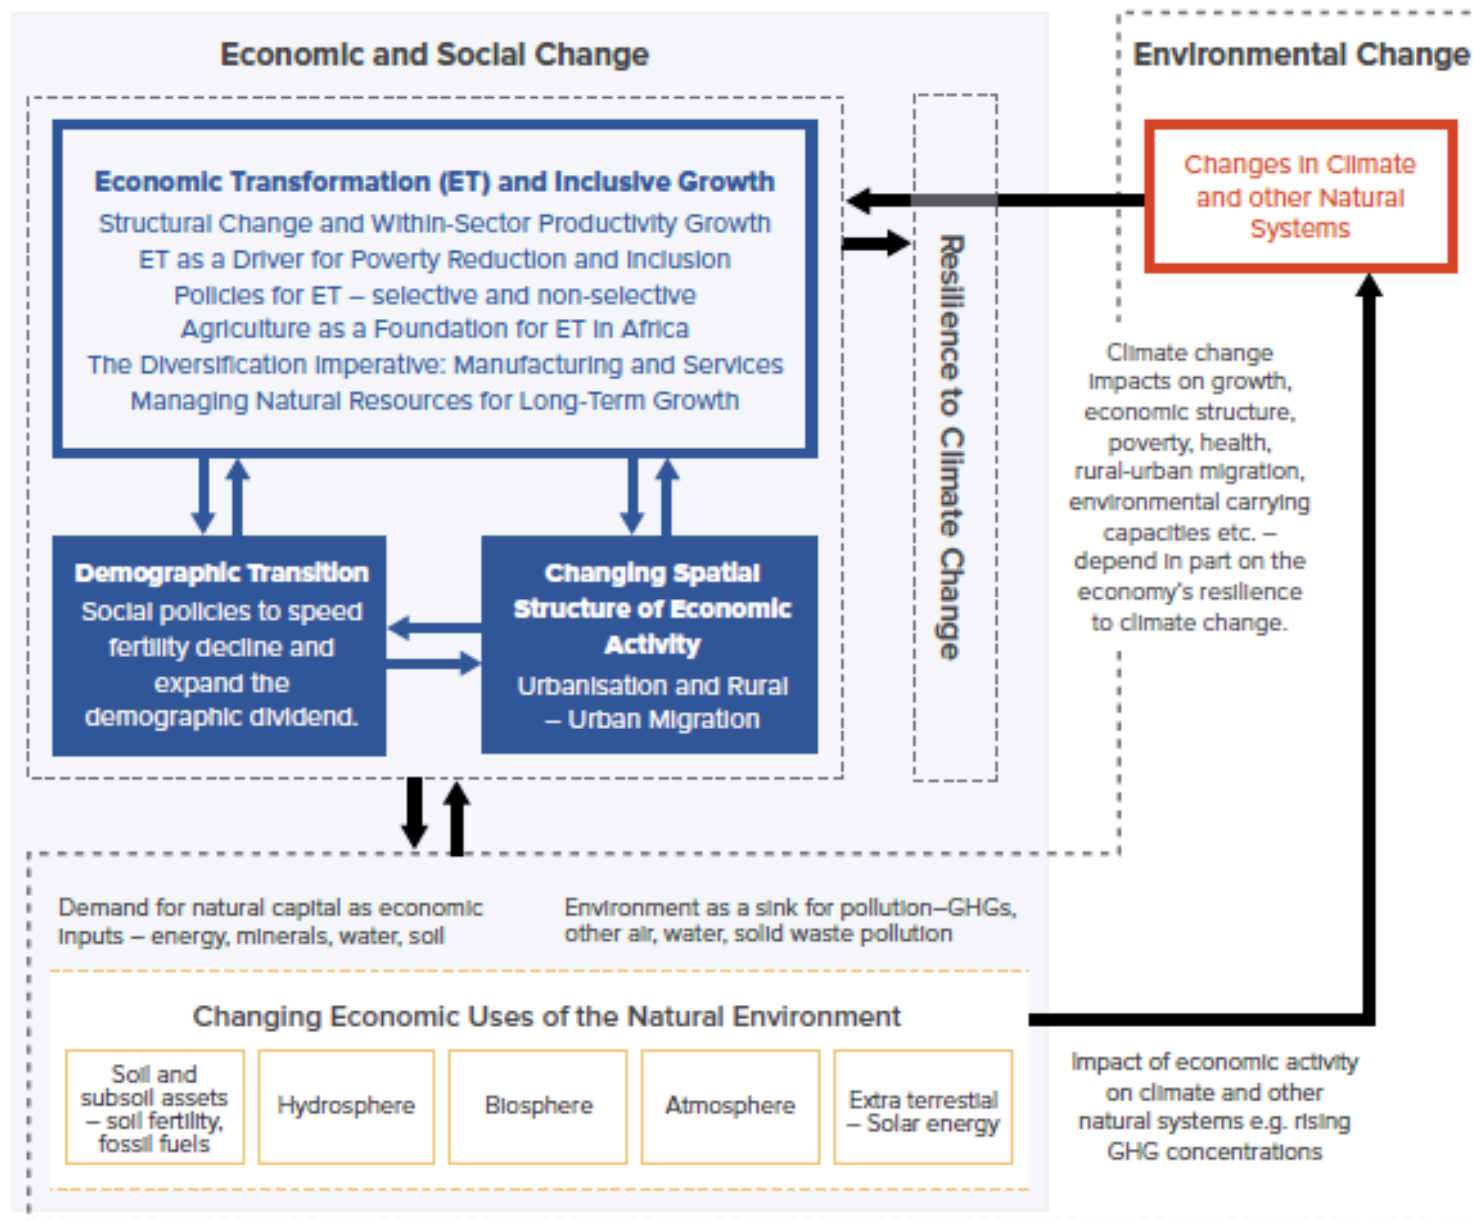 Economic and Social Change
Environmental Change
Economic Transformation (ET) and Inclusive Growth
Structural Change and Within-Sector Productivity Growth
ET as a Driver for Poverty Reduction and Inclusion
Policies for ET – selective and non-selective
Agriculture as a Foundation for ET in Africa
The Diversification Imperative: Manufacturing and Services
Managing Natural Resources for Long-Term Growth
Demographic Transition
Social policies to speed
fertility decline and
expand the
demographic dividend.
Changing Spatial
Structure of Economic
Activity
Urbanisation and Rural
– Urban Migration
Resilience to Climate Change
Changes in Climate
and other Natural
Systems
Climate change
impacts on growth,
economic structure,
poverty, health,
rural-urban migration,
environmental carrying
capacities etc. –
depend in part on the
economy's resilience
to climate change.
Demand for natural capital as economic
inputs – energy, minerals, water, soil
Environment as a sink for pollution–GHGs,
other air, water, solid waste pollution
Changing Economic Uses of the Natural Environment
Soil and
subsoil assets
– soil fertility,
fossil fuels
Hydrosphere
Biosphere
Atmosphere
Extra terrestial
– Solar energy
Impact of economic activity
on climate and other
natural systems e.g. rising
GHG concentrations